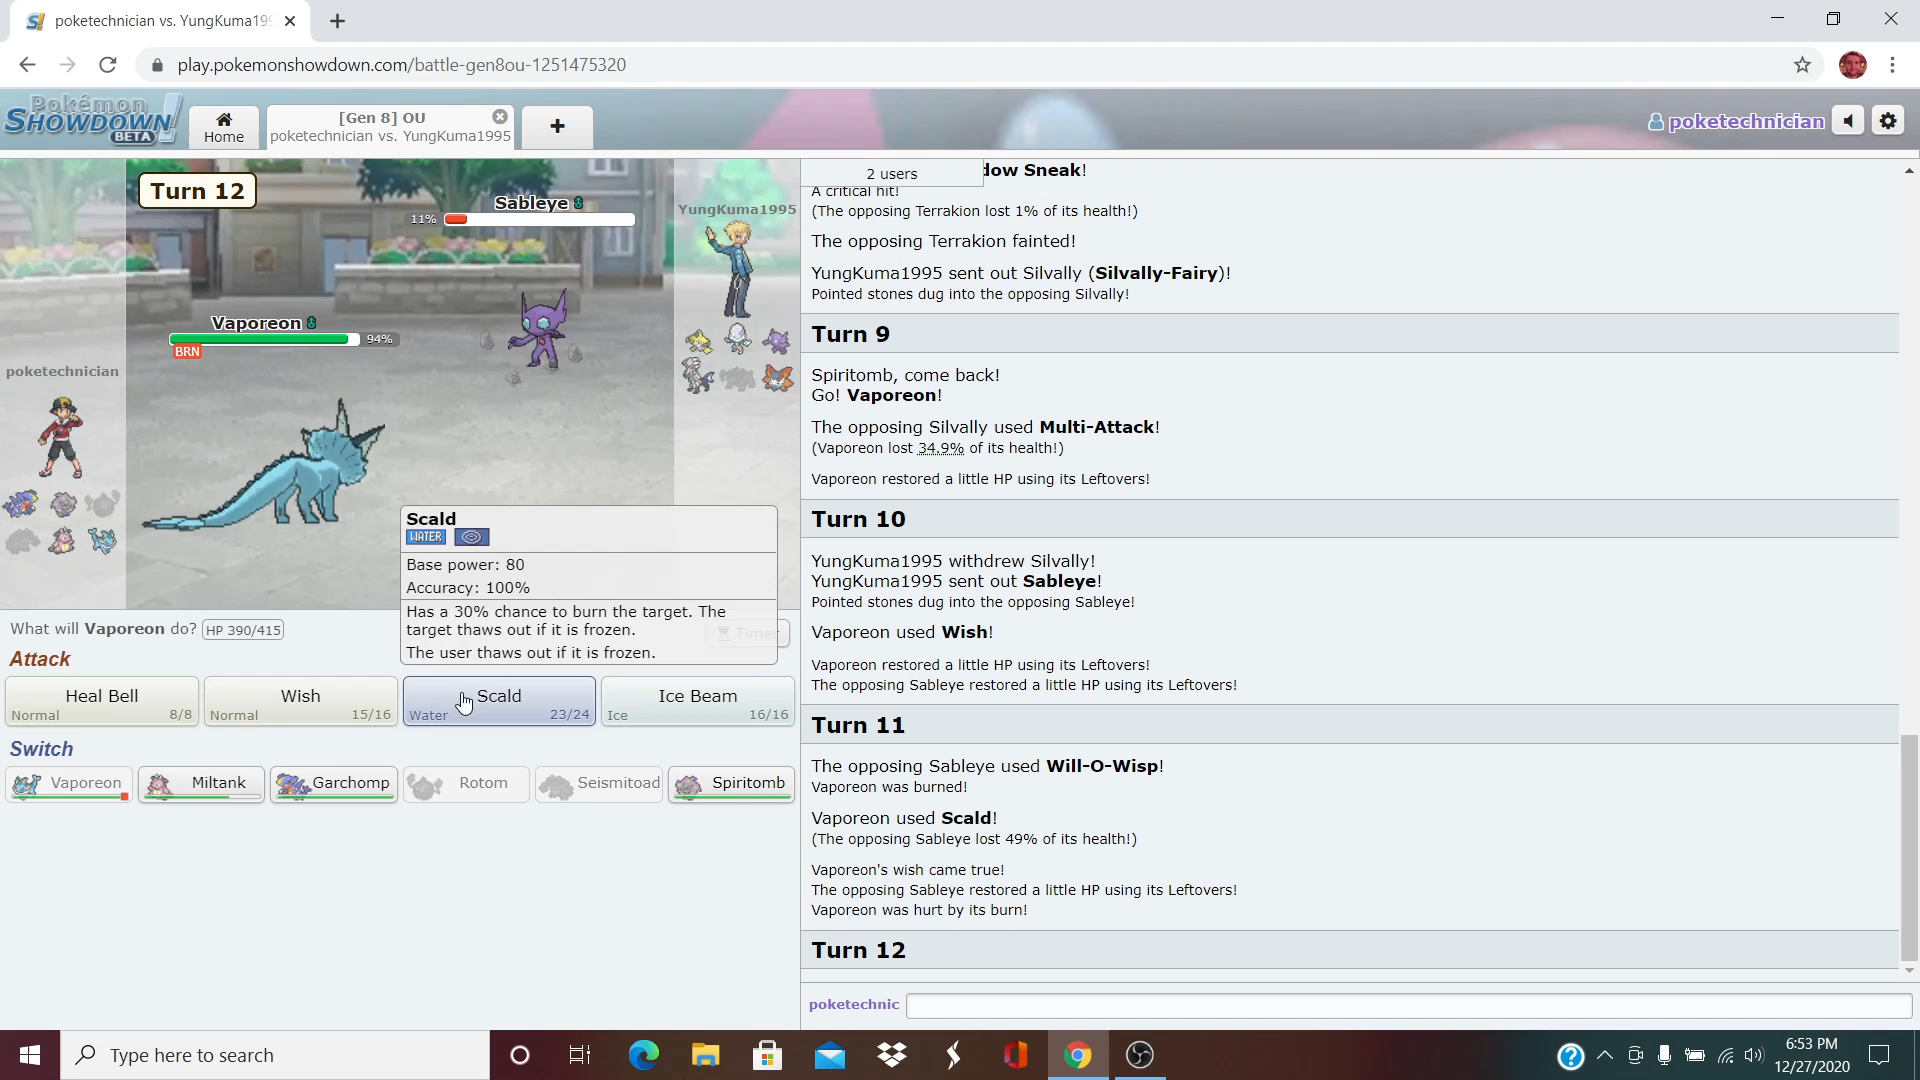 poketechnician vs. YungKuma199
play.pokemonshowdown.com/battle-gen8ou-1251475320
Pokémon
SHOWDOWN
BETA
Home
[Gen 8] OU
poketechnician vs. YungKuma1995
poketechnician
Turn 12
Sableye
11%
Vaporeon
94%
BRN
poketechnician
YungKuma1995
Scald
WATER
Base power: 80
Accuracy: 100%
Has a 30% chance to burn the target. The
target thaws out if it is frozen.
The user thaws out if it is frozen.
What will Vaporeon do? HP 390/415
Timer
Attack
Heal Bell
Normal 8/8
Wish
Normal 15/16
Scald
Water 23/24
Ice Beam
Ice 16/16
Switch
Vaporeon
Miltank
Garchomp
Rotom
Seismitoad
Spiritomb
2 users
dow Sneak!
A critical hit!
(The opposing Terrakion lost 1% of its health!)
The opposing Terrakion fainted!
YungKuma1995 sent out Silvally (Silvally-Fairy)!
Pointed stones dug into the opposing Silvally!
Turn 9
Spiritomb, come back!
Go! Vaporeon!
The opposing Silvally used Multi-Attack!
(Vaporeon lost 34.9% of its health!)
Vaporeon restored a little HP using its Leftovers!
Turn 10
YungKuma1995 withdrew Silvally!
YungKuma1995 sent out Sableye!
Pointed stones dug into the opposing Sableye!
Vaporeon used Wish!
Vaporeon restored a little HP using its Leftovers!
The opposing Sableye restored a little HP using its Leftovers!
Turn 11
The opposing Sableye used Will-O-Wisp!
Vaporeon was burned!
Vaporeon used Scald!
(The opposing Sableye lost 49% of its health!)
Vaporeon's wish came true!
The opposing Sableye restored a little HP using its Leftovers!
Vaporeon was hurt by its burn!
Turn 12
poketechnic
Type here to search
6:53 PM
12/27/2020